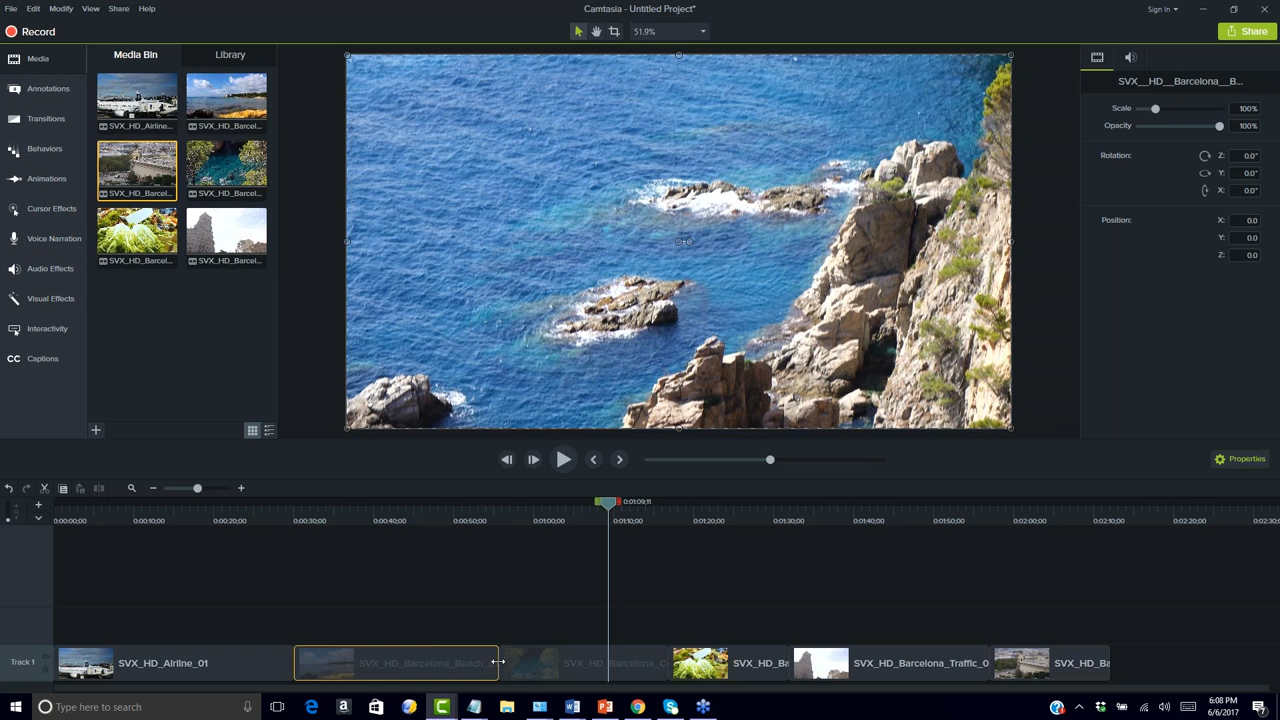 File Edit Modify View Share Help
Camtasia - Untitled Project*
Sign in
Record
51.9%
Share
Media
Annotations
Transitions
Behaviors
Animations
Cursor Effects
Voice Narration
Audio Effects
Visual Effects
Interactivity
CC Captions
Media Bin Library
SVX_HD_Airline... SVX_HD_Barcel...
SVX_HD_Barcel... SVX_HD_Barcel...
SVX_HD_Barcel... SVX_HD_Barcel...
SVX__HD__Barcelona__B...
Scale 100%
Opacity 100%
Rotation: Z: 0.0°
Y: 0.0°
X: 0.0°
Position: X: 0.0
Y: 0.0
Z: 0.0
Properties
0:01:09;11
0:00:00;00 0:00:10;00 0:00:20;00 0:00:30;00 0:00:40;00 0:00:50;00 0:01:00;00 0:01:10;00 0:01:20;00 0:01:30;00 0:01:40;00 0:01:50;00 0:02:00;00 0:02:10;00 0:02:20;00 0:02:30;00
Track 1 SVX_HD_Airline_01 SVX_HD_Barcelona_Beach_ SVX_HD_Barcelona_C SVX_HD_Ba SVX_HD_Barcelona_Traffic_0 SVX_HD_Ba
Type here to search
6:08 PM
6/6/2017